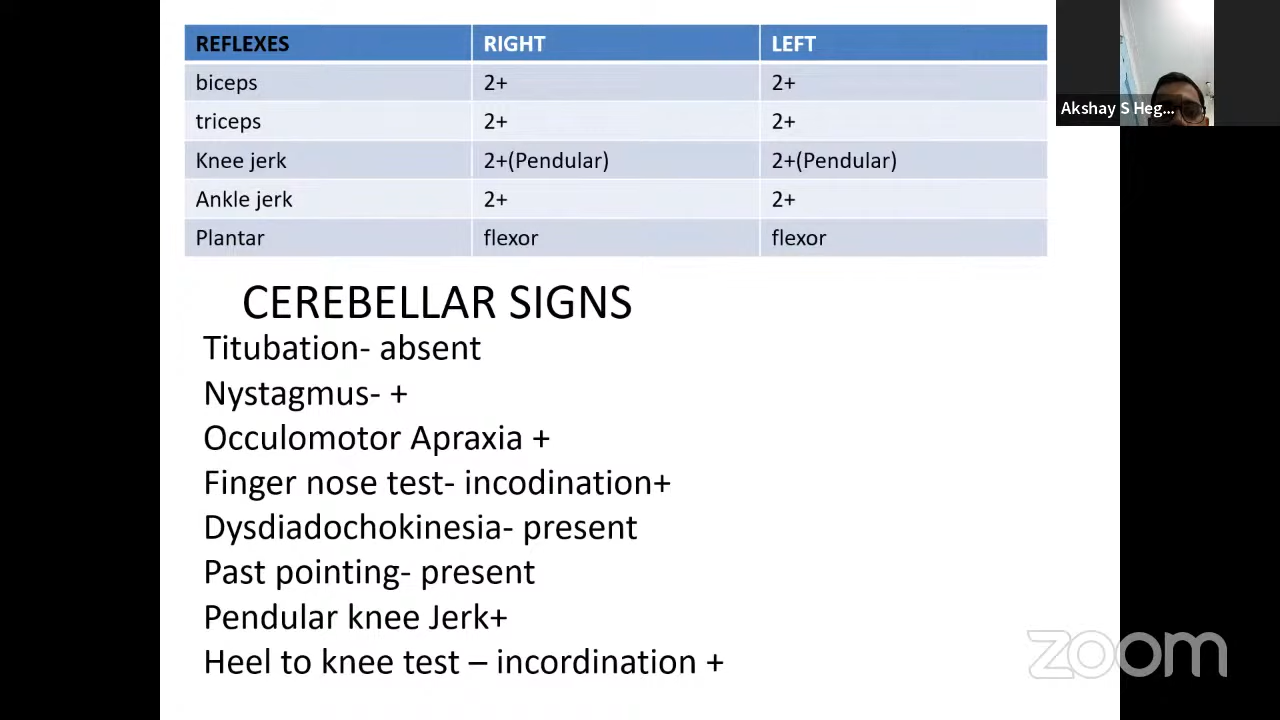 REFLEXES RIGHT LEFT
biceps 2+ 2+
triceps 2+ 2+
Knee jerk 2+(Pendular) 2+(Pendular)
Ankle jerk 2+ 2+
Plantar flexor flexor
CEREBELLAR SIGNS
Titubation- absent
Nystagmus- +
Occulomotor Apraxia +
Finger nose test- incodination+
Dysdiadochokinesia- present
Past pointing- present
Pendular knee Jerk+
Heel to knee test – incordination +
Akshay S Heg...
zoom